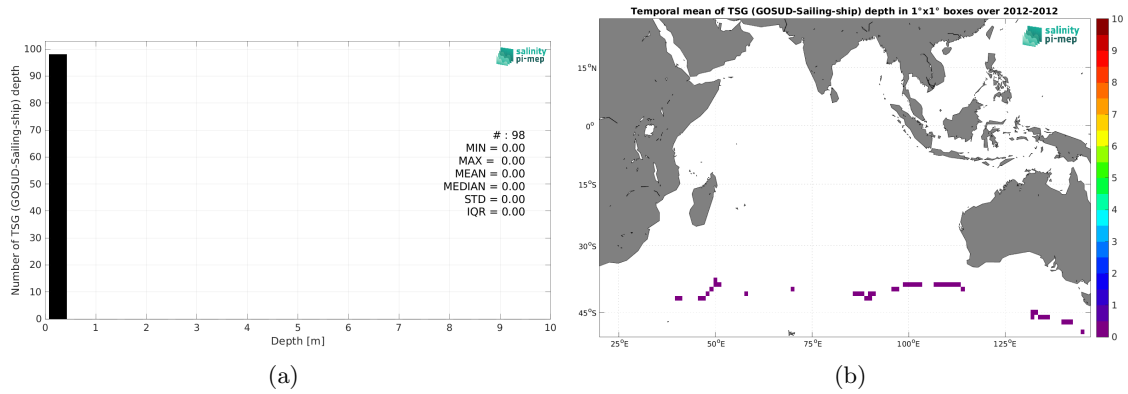 Number of TSG (GOSUD-Sailing-ship) depth
100
90
80
70
60
50
40
30
20
10
0
salinity
pi-mep
# : 98
MIN = 0.00
MAX = 0.00
MEAN = 0.00
MEDIAN = 0.00
STD = 0.00
IQR = 0.00
0 1 2 3 4 5 6 7 8 9 10
Depth [m]
(a)
Temporal mean of TSG (GOSUD-Sailing-ship) depth in 1°x1° boxes over 2012-2012
salinity
pi-mep
15°N
0°
15°S
30°S
45°S
25°E 50°E 75°E 100°E 125°E
10
9
8
7
6
5
4
3
2
1
0
(b)